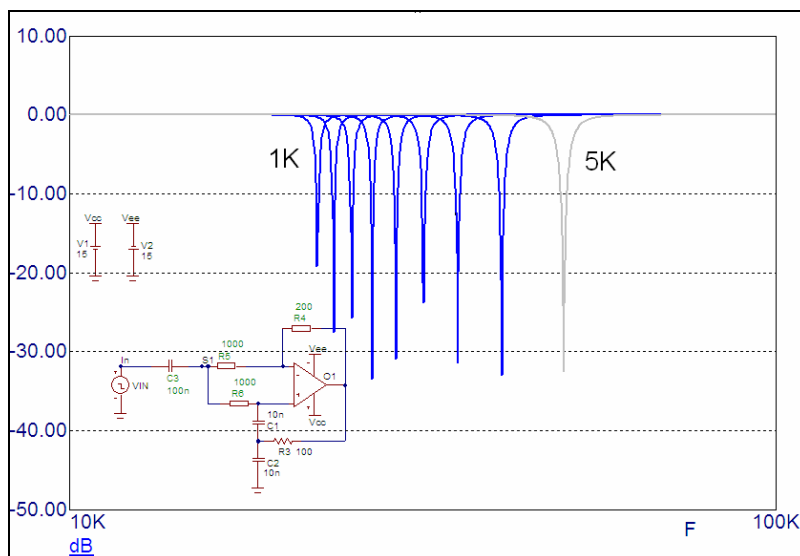 10.00
0.00
-10.00
-20.00
-30.00
-40.00
-50.00
1K
5K
Vcc
Vee
V1
15
V2
15
200
R4
1000
R5
Vee
In
S1
O1
VIN
C3
100n
1000
R6
Vcc
10n
C1
R3 100
C2
10n
10K
100K
F
dB